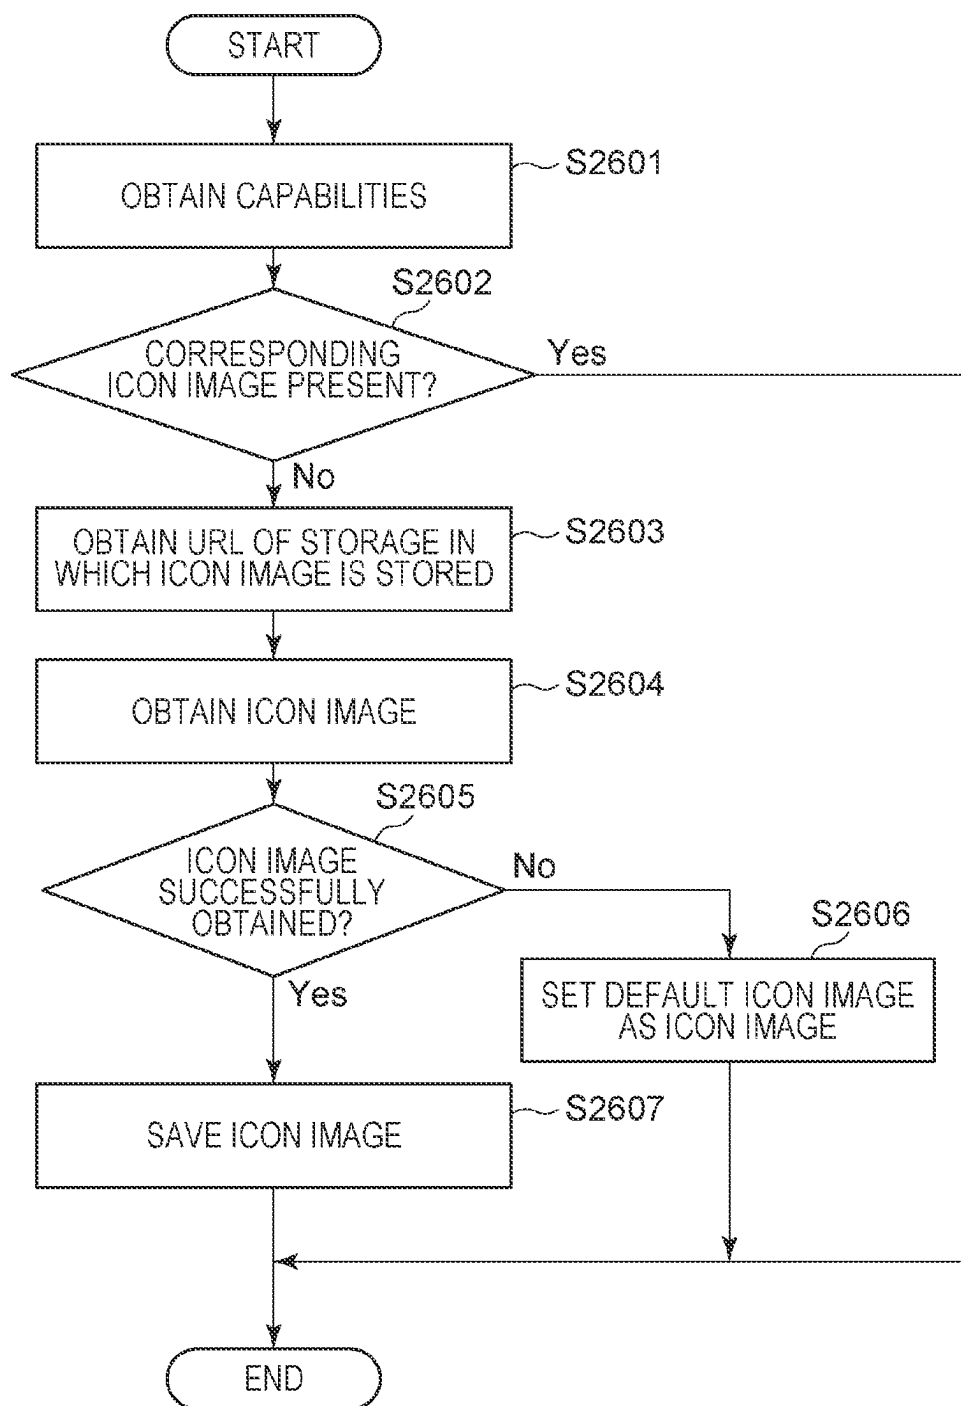 START
OBTAIN CAPABILITIES
S2601
S2602
CORRESPONDING
ICON IMAGE PRESENT?
Yes
No
OBTAIN URL OF STORAGE IN
WHICH ICON IMAGE IS STORED
S2603
OBTAIN ICON IMAGE
S2604
S2605
ICON IMAGE
SUCCESSFULLY
OBTAINED?
No
Yes
S2606
SET DEFAULT ICON IMAGE
AS ICON IMAGE
SAVE ICON IMAGE
S2607
END